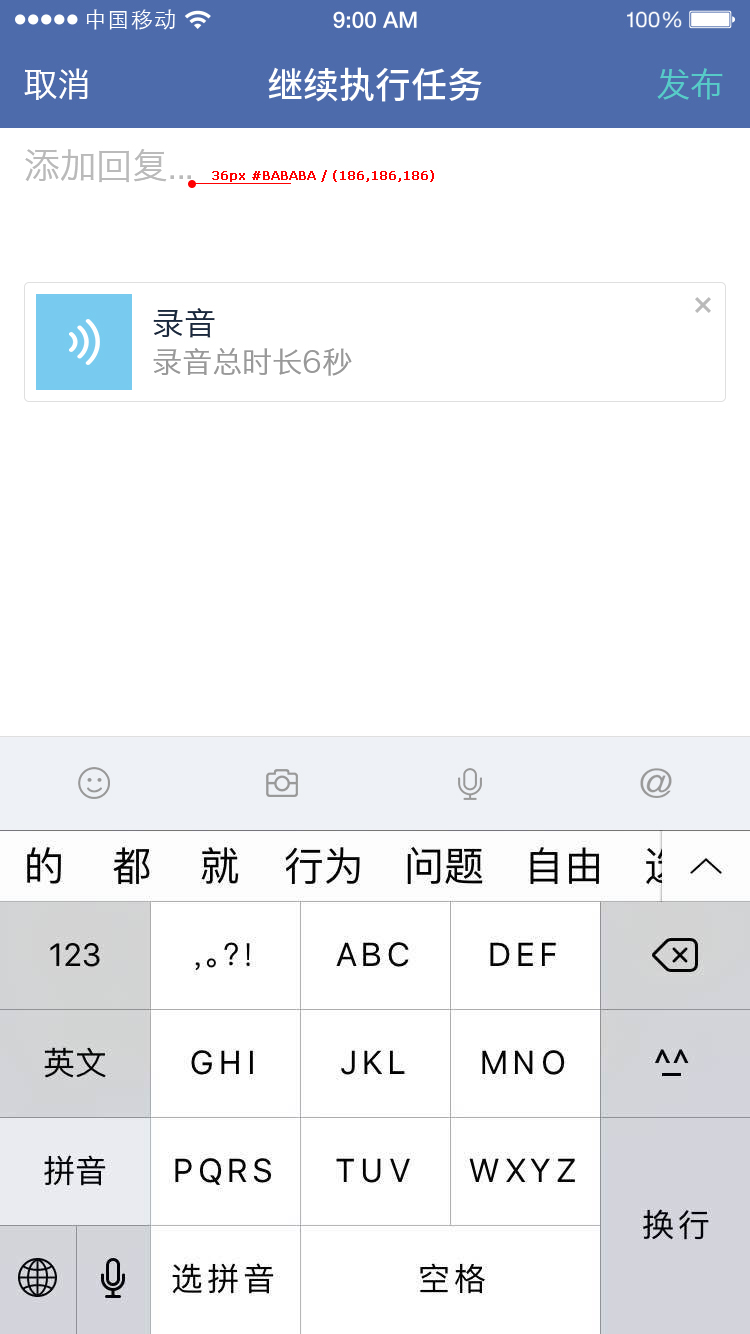 中国移动 9:00 AM 100%
取消 继续执行任务 发布
添加回复... 36px #BABABA / (186,186,186)
录音
录音总时长6秒
@
的 都 就 行为 问题 自由
123 ,。?! ABC DEF
英文 GHI JKL MNO ^^
拼音 PQRS TUV WXYZ
换行
选拼音 空格